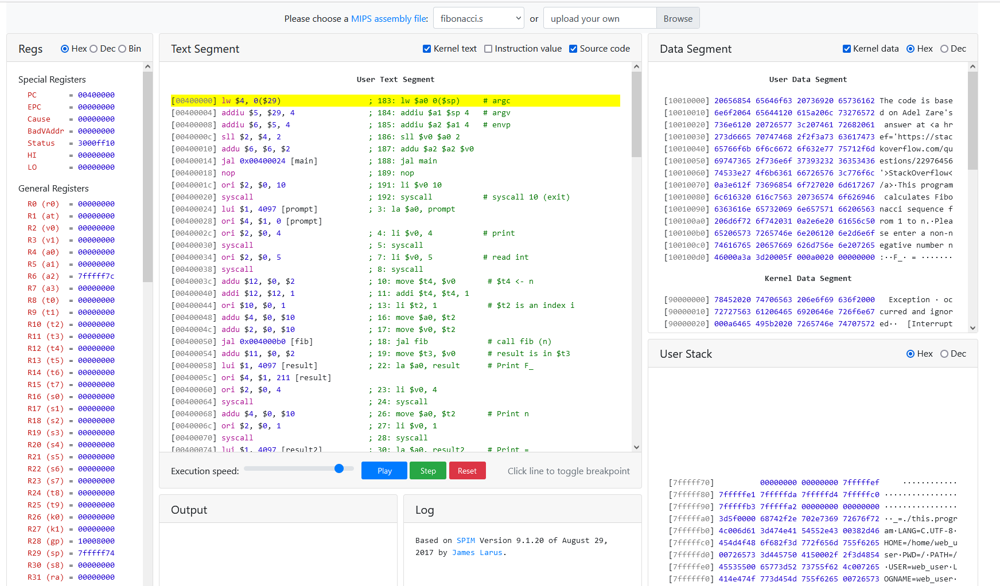 Please choose a MIPS assembly file: fibonacci.s or upload your own Browse
Regs Hex Dec Bin
Special Registers
PC = 00400000
EPC = 00000000
Cause = 00000000
BadVAddr = 00000000
Status = 3000ff10
HI = 00000000
LO = 00000000
General Registers
R0 (r0) = 00000000
R1 (at) = 00000000
R2 (v0) = 00000000
R3 (v1) = 00000000
R4 (a0) = 00000000
R5 (a1) = 00000000
R6 (a2) = 7fffff7c
R7 (a3) = 00000000
R8 (t0) = 00000000
R9 (t1) = 00000000
R10 (t2) = 00000000
R11 (t3) = 00000000
R12 (t4) = 00000000
R13 (t5) = 00000000
R14 (t6) = 00000000
R15 (t7) = 00000000
R16 (s0) = 00000000
R17 (s1) = 00000000
R18 (s2) = 00000000
R19 (s3) = 00000000
R20 (s4) = 00000000
R21 (s5) = 00000000
R22 (s6) = 00000000
R23 (s7) = 00000000
R24 (t8) = 00000000
R25 (t9) = 00000000
R26 (k0) = 00000000
R27 (k1) = 00000000
R28 (gp) = 10008000
R29 (sp) = 7fffff74
R30 (s8) = 00000000
R31 (ra) = 00000000
Text Segment Kernel text Instruction value Source code
User Text Segment
[00400000] lw $4, 0($29) ; 183: lw $a0 0($sp) # argc
[00400004] addiu $5, $29, 4 ; 184: addiu $a1 $sp 4 # argv
[00400008] addiu $6, $5, 4 ; 185: addiu $a2 $a1 4 # envp
[0040000c] sll $2, $4, 2 ; 186: sll $v0 $a0 2
[00400010] addu $6, $6, $2 ; 187: addu $a2 $a2 $v0
[00400014] jal 0x00400024 [main] ; 188: jal main
[00400018] nop ; 189: nop
[0040001c] ori $2, $0, 10 ; 191: li $v0 10
[00400020] syscall ; 192: syscall # syscall 10 (exit)
[00400024] lui $1, 4097 [prompt] ; 3: la $a0, prompt
[00400028] ori $4, $1, 0 [prompt]
[0040002c] ori $2, $0, 4 ; 4: li $v0, 4 # print
[00400030] syscall ; 5: syscall
[00400034] ori $2, $0, 5 ; 7: li $v0, 5 # read int
[00400038] syscall ; 8: syscall
[0040003c] addu $12, $0, $2 ; 10: move $t4, $v0 # $t4 <- n
[00400040] addi $12, $12, 1 ; 11: addi $t4, $t4, 1
[00400044] ori $10, $0, 1 ; 13: li $t2, 1 # $t2 is an index i
[00400048] addu $4, $0, $10 ; 16: move $a0, $t2
[0040004c] addu $2, $0, $10 ; 17: move $v0, $t2
[00400050] jal 0x004000b0 [fib] ; 18: jal fib # call fib (n)
[00400054] addu $11, $0, $2 ; 19: move $t3, $v0 # result is in $t3
[00400058] lui $1, 4097 [result] ; 22: la $a0, result # Print F_
[0040005c] ori $4, $1, 211 [result]
[00400060] ori $2, $0, 4 ; 23: li $v0, 4
[00400064] syscall ; 24: syscall
[00400068] addu $4, $0, $10 ; 26: move $a0, $t2 # Print n
[0040006c] ori $2, $0, 1 ; 27: li $v0, 1
[00400070] syscall ; 28: syscall
[00400074] lui $1, 4097 [result2] ; 30: la $a0, result2 # Print =
Execution speed: Play Step Reset Click line to toggle breakpoint
Output
Log
Based on SPIM Version 9.1.20 of August 29,
2017 by James Larus.
Data Segment Kernel data Hex Dec
User Data Segment
[10010000] 20656854 65646f63 20736920 65736162 The code is base
[10010010] 6e6f2064 65644120 615a206c 73276572 d on Adel Zare's
[10010020] 736e6120 20726577 3c207461 72682061 answer at <a hr
[10010030] 273d6665 70747468 2f2f3a73 63617473 ef='https://stac
[10010040] 65766f6b 6f6c6672 6f632e77 75712f6d koverflow.com/qu
[10010050] 69747365 2f736e6f 37393232 36353436 estions/22976456
[10010060] 74533e27 4f6b6361 66726576 3c776f6c '>StackOverflow<
[10010070] 0a3e612f 73696854 6f727020 6d617267 /a>·This program
[10010080] 6c616320 616c7563 20736574 6f626946 calculates Fibo
[10010090] 6363616e 65732069 6e657571 66206563 nacci sequence f
[100100a0] 206d6f72 6f742031 0a2e6e20 61656c50 rom 1 to n.·Plea
[100100b0] 65206573 7265746e 6e206120 6e2d6e6f se enter a non-n
[100100c0] 74616765 20657669 626d756e 6e207265 egative number n
[100100d0] 46000a3a 3d20005f 000a0020 00000000 :··F_· = ·······
Kernel Data Segment
[90000000] 78452020 74706563 206e6f69 636f2000 Exception · oc
[90000010] 72727563 61206465 6920646e 726f6e67 curred and ignor
[90000020] 000a6465 495b2020 7265746e 74707572 ed·· [Interrupt
User Stack Hex Dec
[7fffff70] 00000000 00000000 7fffffef ············
[7fffff80] 7fffffe1 7fffffda 7fffffd4 7fffffc0 ················
[7fffff90] 7fffffb3 7fffffa2 00000000 00000000 ················
[7fffffa0] 3d5f0000 68742f2e 702e7369 72676f72 ··_=./this.progr
[7fffffb0] 4c006d61 3d474e41 54552e43 00382d46 am·LANG=C.UTF-8·
[7fffffc0] 454d4f48 6f682f3d 772f656d 755f6265 HOME=/home/web_u
[7fffffd0] 00726573 3d445750 4150002f 2f3d4854 ser·PWD=/·PATH=/
[7fffffe0] 45535500 65773d52 73755f62 4c007265 ·USER=web_user·L
[7ffffff0] 414e474f 773d454d 755f6265 00726573 OGNAME=web_user·